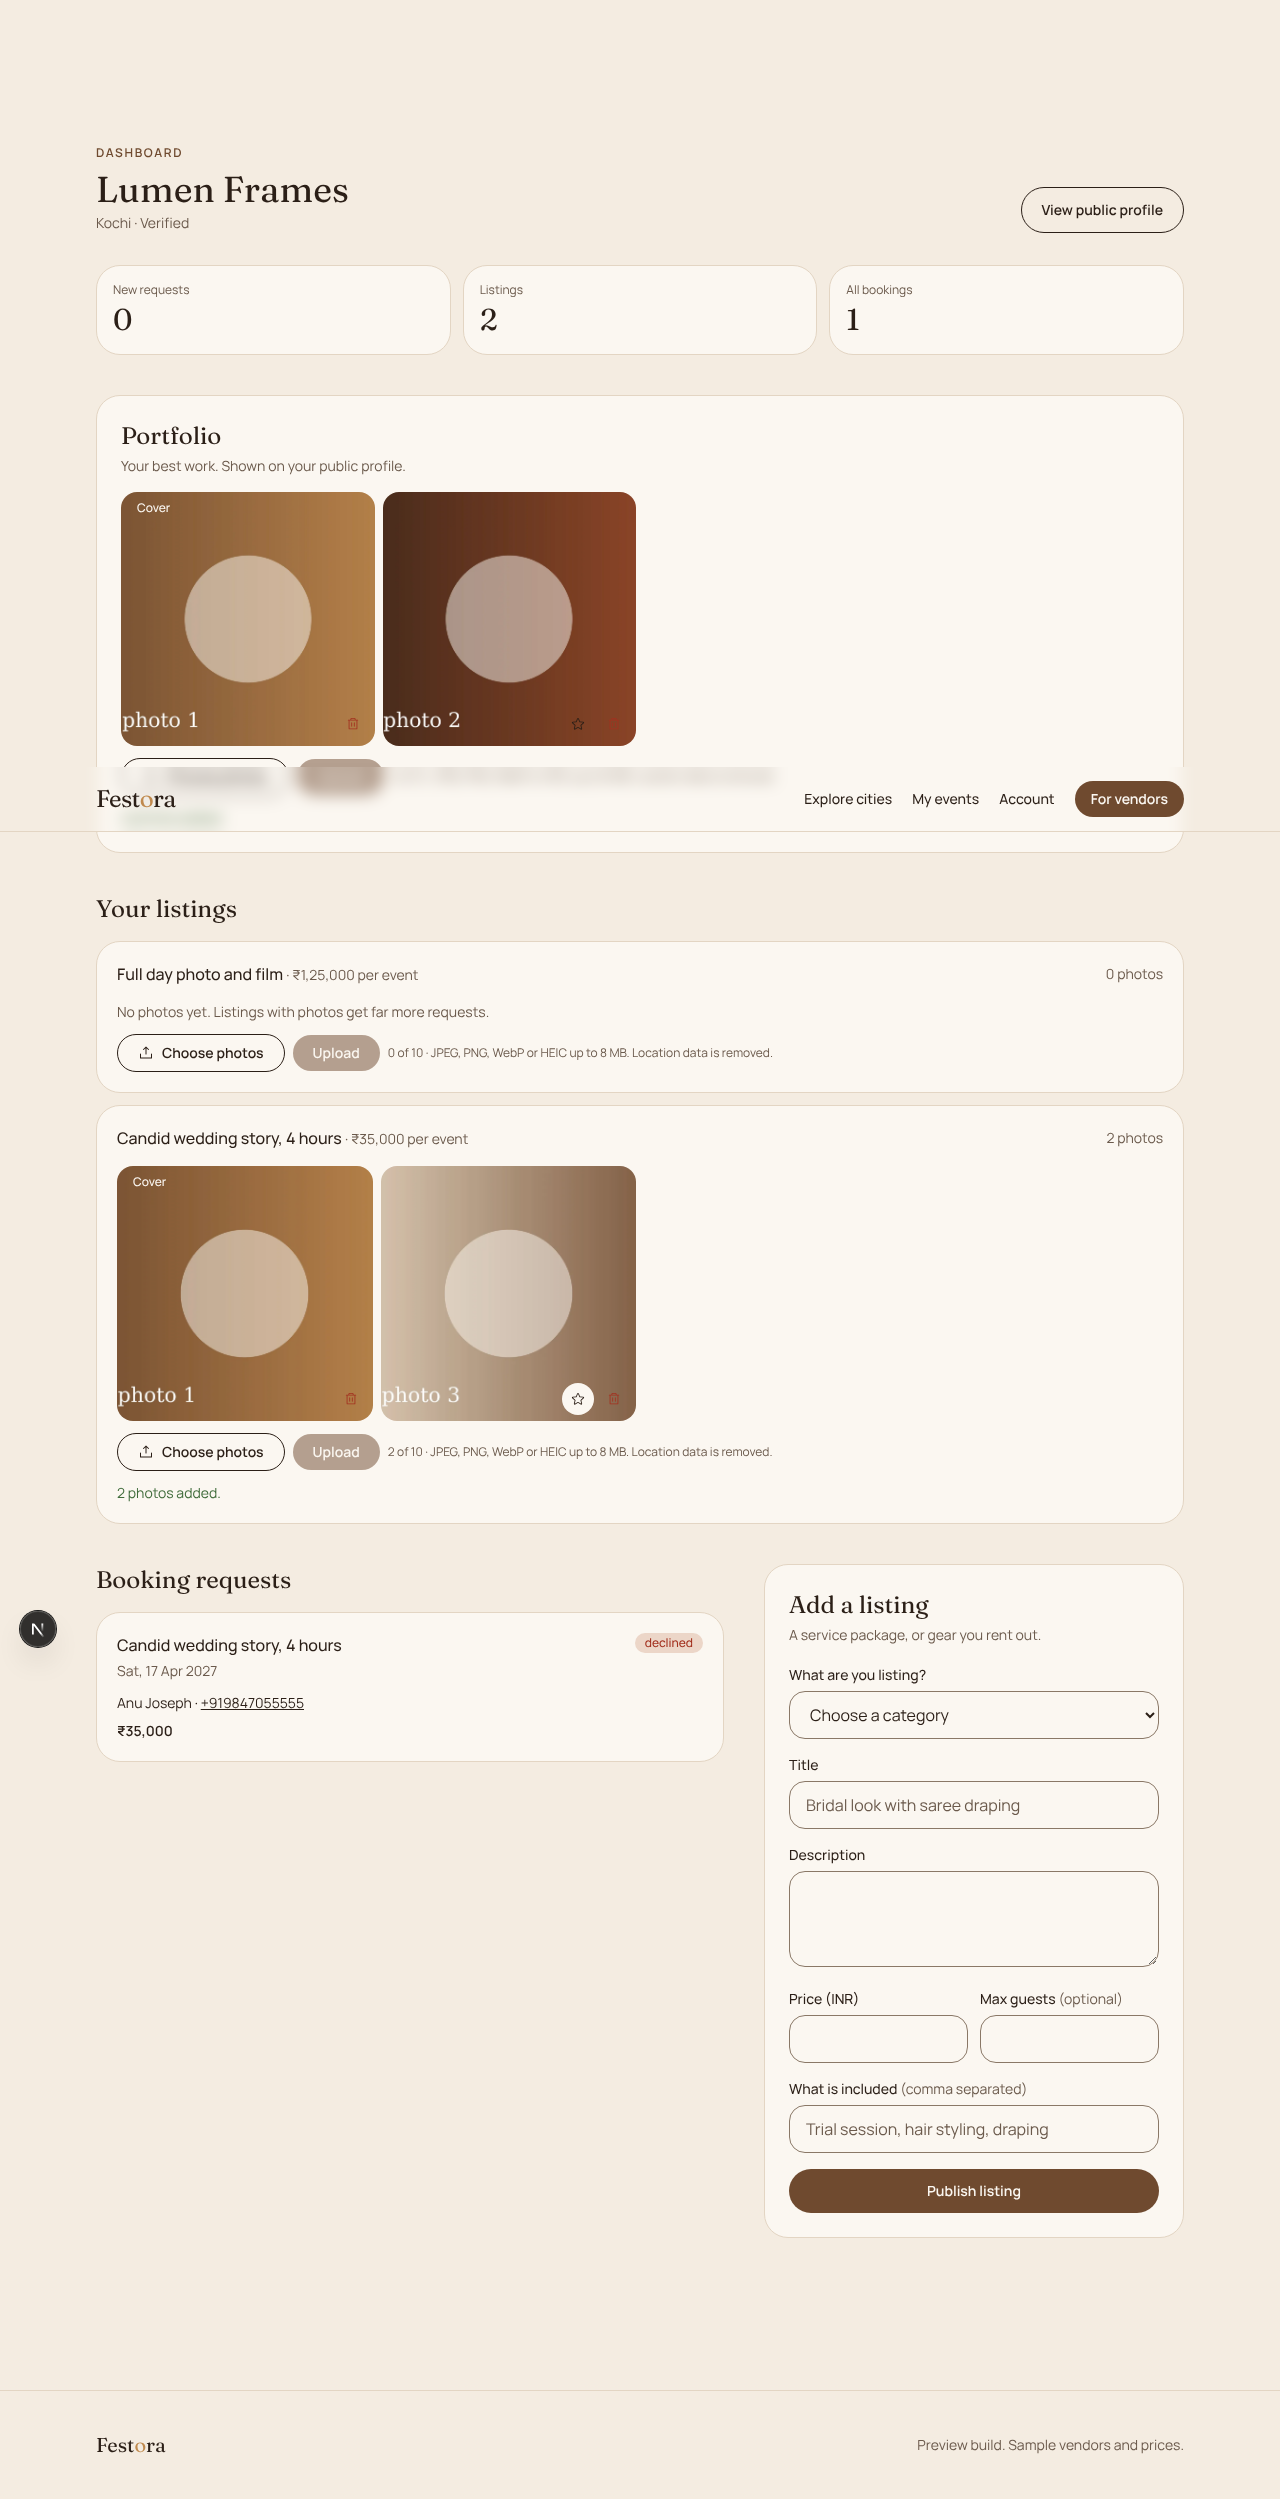 DASHBOARD
Lumen Frames
Kochi · Verified
View public profile
New requests
0
Listings
2
All bookings
1
Portfolio
Your best work. Shown on your public profile.
Cover
photo 1
photo 2
Festora
Explore cities
My events
Account
For vendors
Your listings
Full day photo and film · ₹1,25,000 per event
0 photos
No photos yet. Listings with photos get far more requests.
Choose photos
Upload
0 of 10 · JPEG, PNG, WebP or HEIC up to 8 MB. Location data is removed.
Candid wedding story, 4 hours · ₹35,000 per event
2 photos
Cover
photo 1
photo 3
Choose photos
Upload
2 of 10 · JPEG, PNG, WebP or HEIC up to 8 MB. Location data is removed.
2 photos added.
Booking requests
Candid wedding story, 4 hours
declined
Sat, 17 Apr 2027
Anu Joseph · +919847055555
₹35,000
N
Add a listing
A service package, or gear you rent out.
What are you listing?
Choose a category
Title
Bridal look with saree draping
Description
Price (INR)
Max guests (optional)
What is included (comma separated)
Trial session, hair styling, draping
Publish listing
Festora
Preview build. Sample vendors and prices.